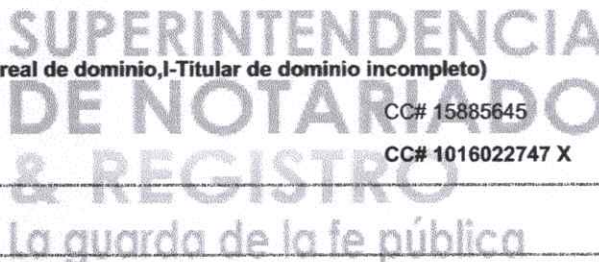 SUPERINTENDENCIA
real de dominio,I-Titular de dominio incompleto)
DE NOTARIADO
CC# 15885645
CC# 1016022747 X
& REGISTRO
La guarda de la fe pública